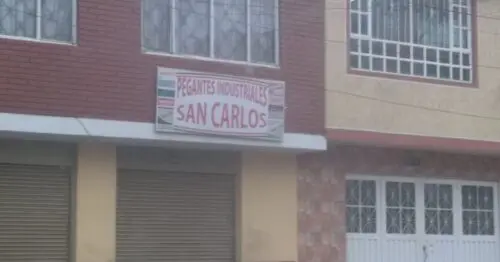 PEGANTES INDUSTRIALES
SAN CARLOS